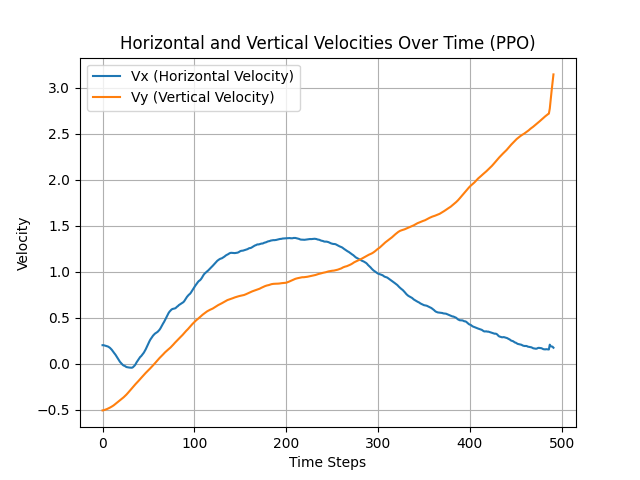 Horizontal and Vertical Velocities Over Time (PPO)
Vx (Horizontal Velocity)
Vy (Vertical Velocity)
3.0
2.5
2.0
1.5
1.0
0.5
0.0
−0.5
Velocity
0 100 200 300 400 500
Time Steps